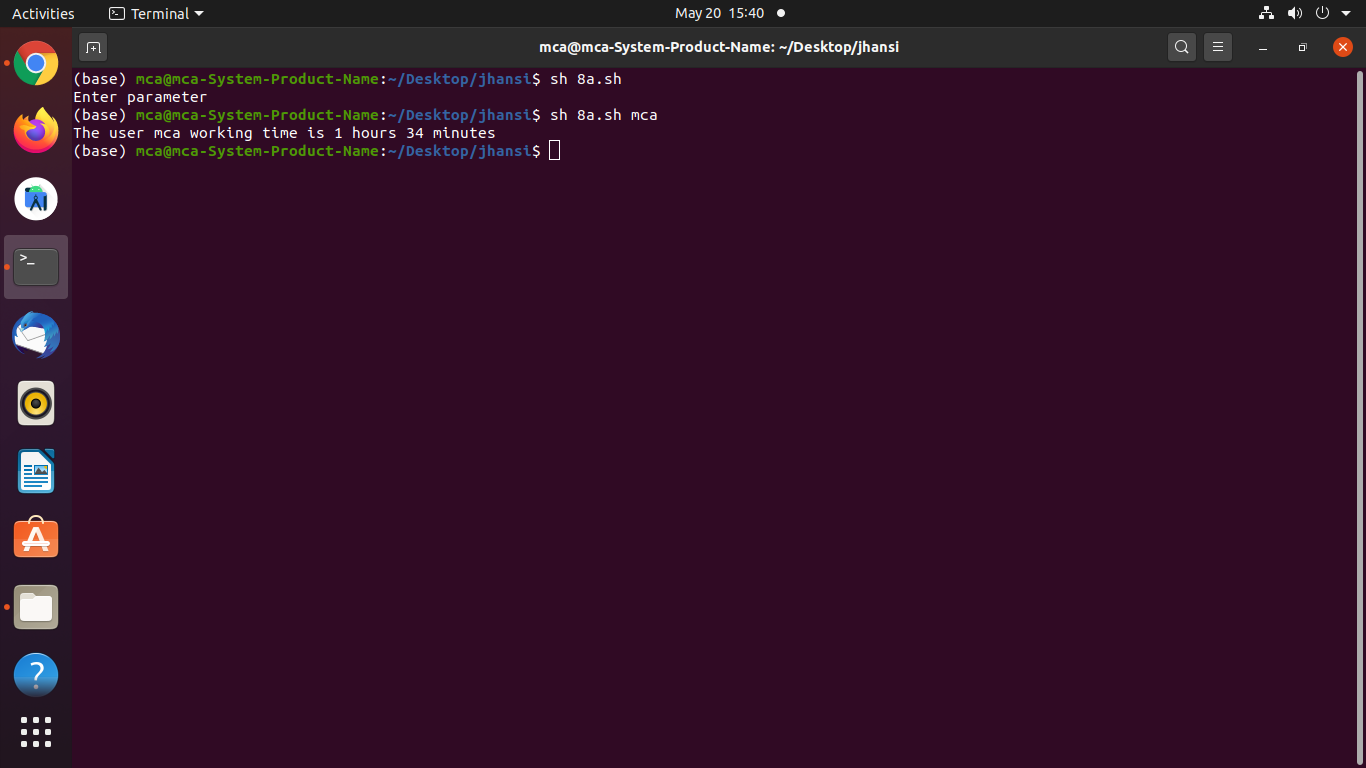 Activities
Terminal
May 20 15:40
mca@mca-System-Product-Name: ~/Desktop/jhansi
(base) mca@mca-System-Product-Name:~/Desktop/jhansi$ sh 8a.sh
Enter parameter
(base) mca@mca-System-Product-Name:~/Desktop/jhansi$ sh 8a.sh mca
The user mca working time is 1 hours 34 minutes
(base) mca@mca-System-Product-Name:~/Desktop/jhansi$